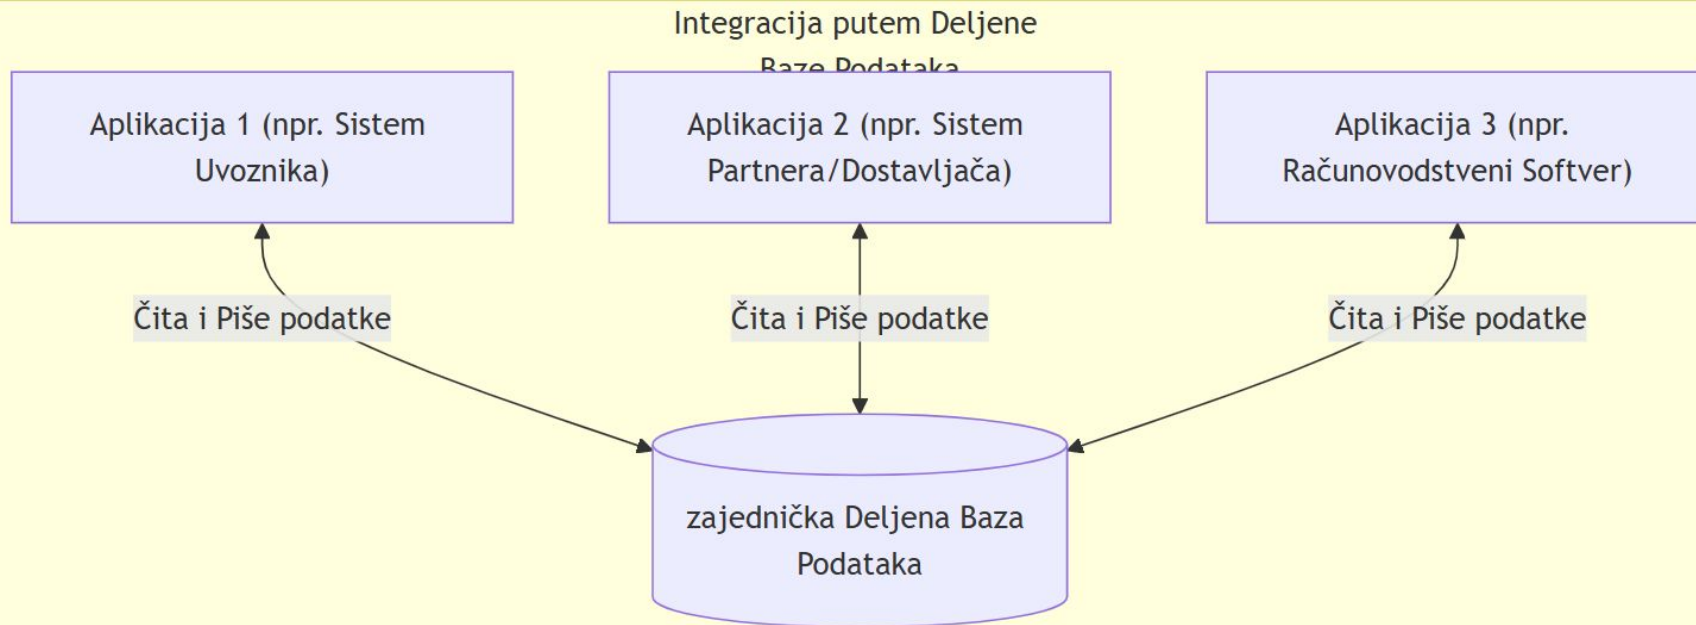 Integracija putem Deljene
Baze Podataka
Aplikacija 1 (npr. Sistem
Uvoznika)
Aplikacija 2 (npr. Sistem
Partnera/Dostavljača)
Aplikacija 3 (npr.
Računovodstveni Softver)
Čita i Piše podatke
Čita i Piše podatke
Čita i Piše podatke
zajednička Deljena Baza
Podataka